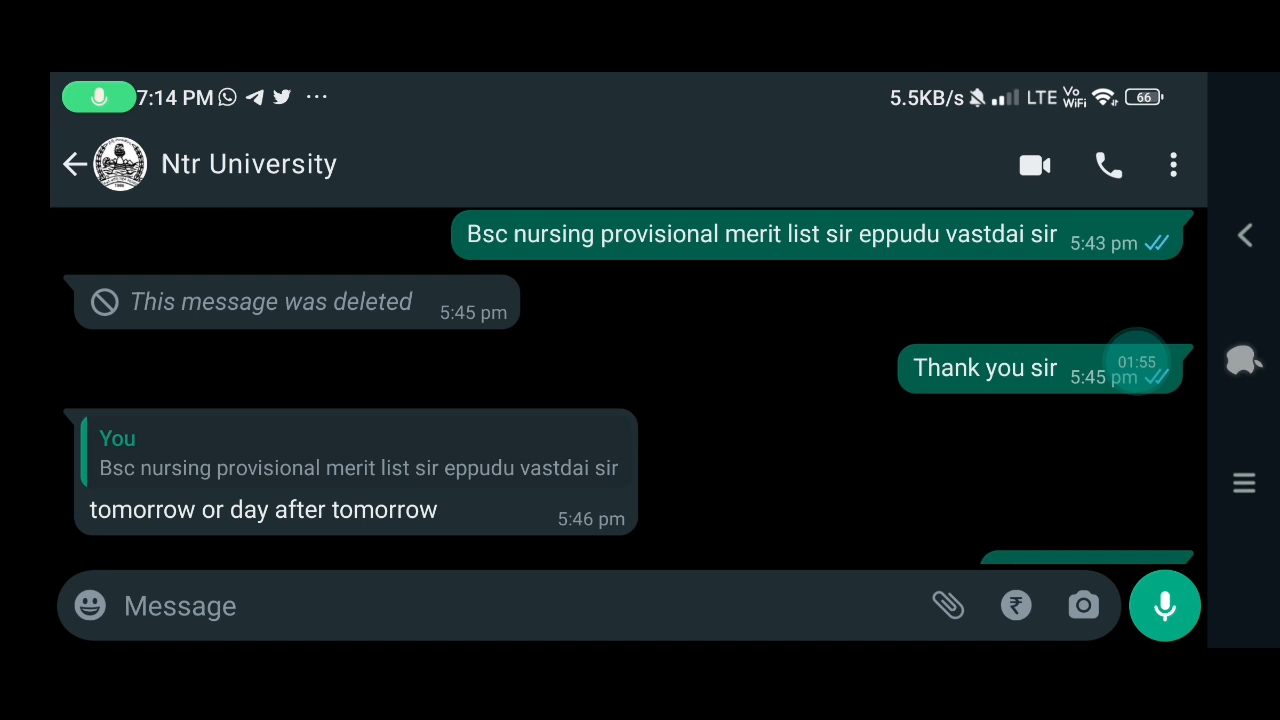 7:14 PM ··· 5.5KB/s LTE Vo WiFi 66
Ntr University
Bsc nursing provisional merit list sir eppudu vastdai sir 5:43 pm
This message was deleted 5:45 pm
Thank you sir 5:45 pm
01:55
You
Bsc nursing provisional merit list sir eppudu vastdai sir
tomorrow or day after tomorrow 5:46 pm
Message